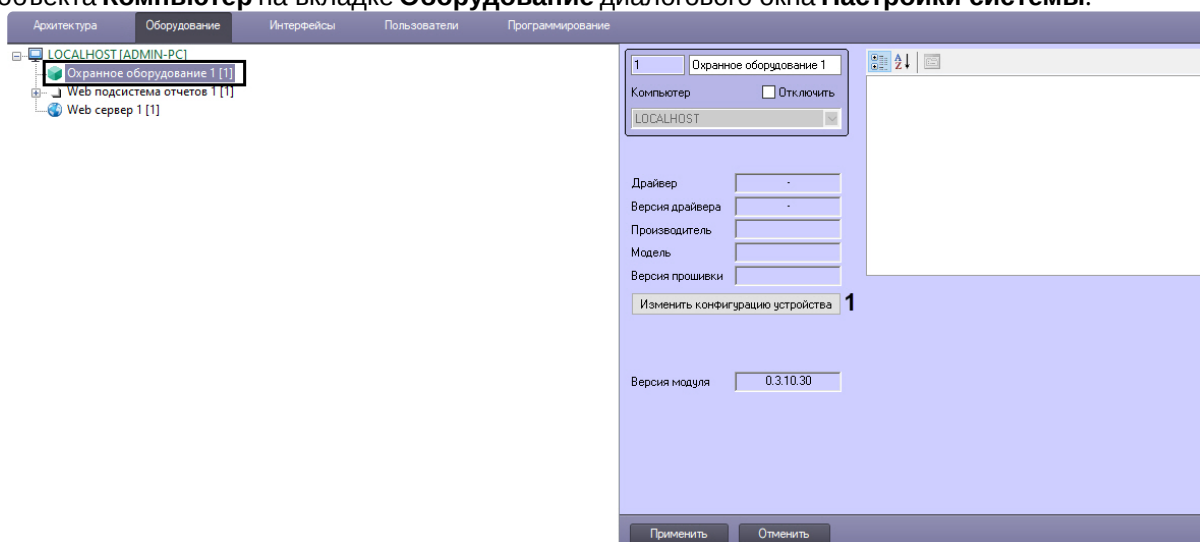 объекта Компьютер на вкладке Оборудование диалогового окна Настройки системы.
Архитектура Оборудование Интерфейсы Пользователи Программирование
LOCALHOST [ADMIN-PC]
Охранное оборудование 1 [1]
Web подсистема отчетов 1 [1]
Web сервер 1 [1]
1 Охранное оборудование 1
Компьютер Отключить
LOCALHOST
Драйвер -
Версия драйвера -
Производитель
Модель
Версия прошивки
Изменить конфигурацию устройства 1
Версия модуля 0.3.10.30
Применить Отменить